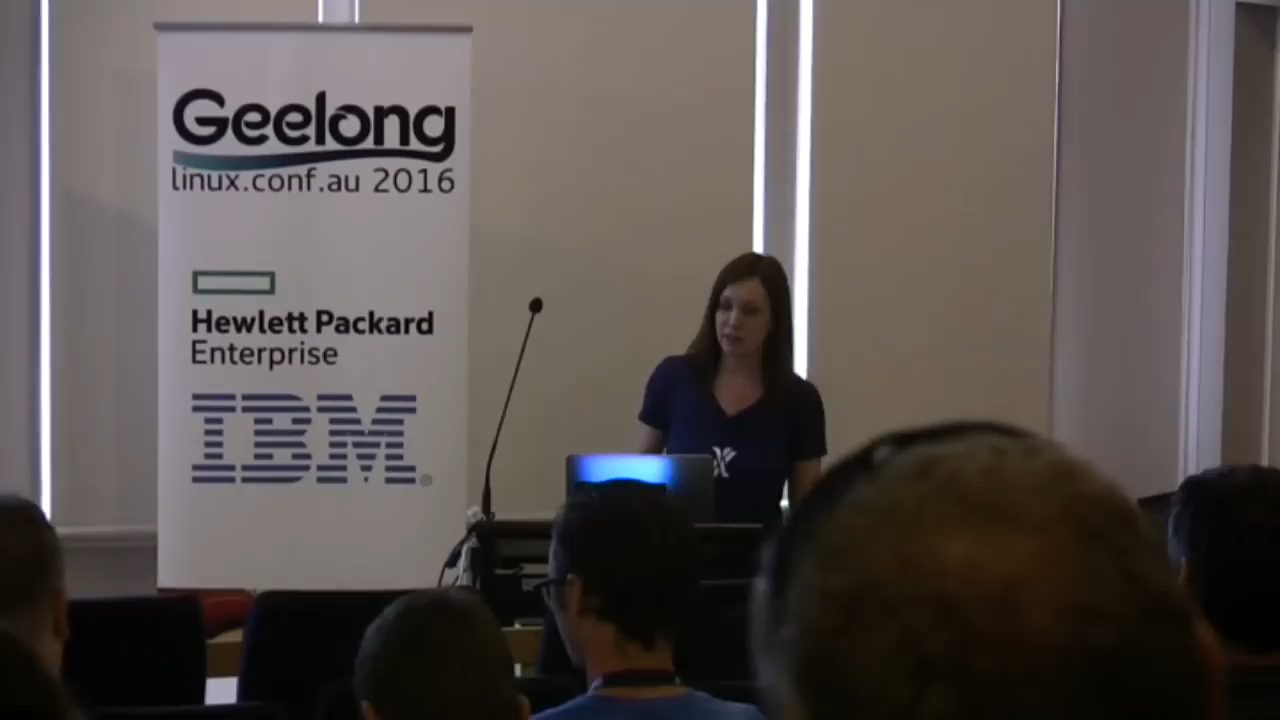 Geelong
linux.conf.au 2016
Hewlett Packard
Enterprise
IBM®
X